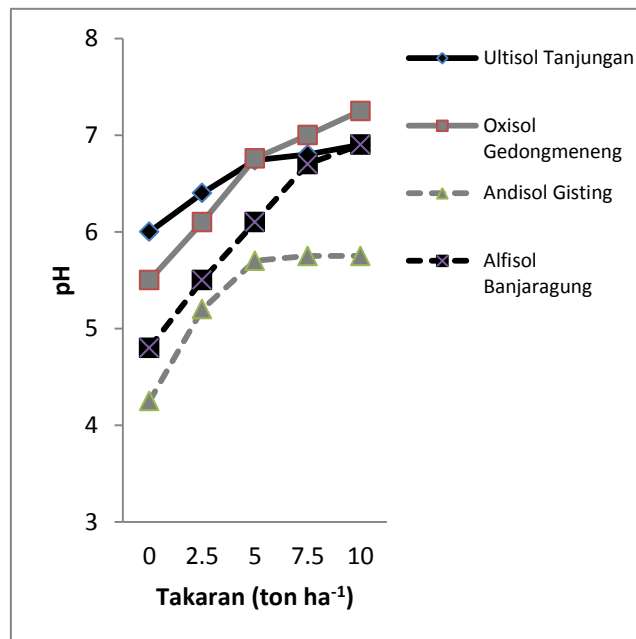 8
7
6
5
4
3
pH
0 2.5 5 7.5 10
Takaran (ton ha⁻¹)
Ultisol Tanjungan
Oxisol
Gedongmeneng
Andisol Gisting
Alfisol
Banjaragung